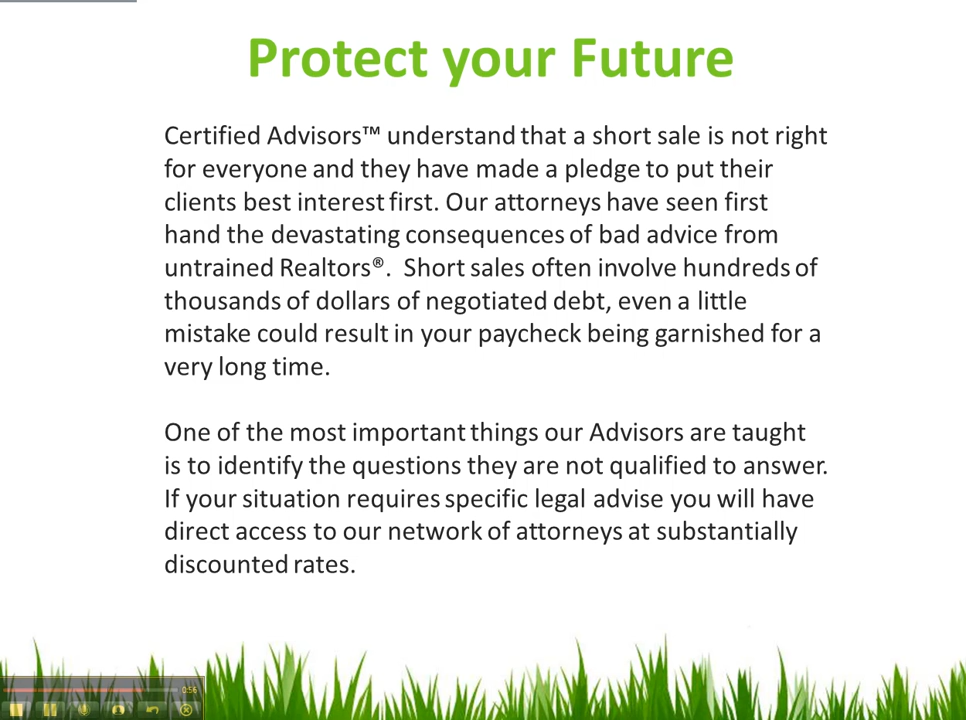 Protect your Future
Certified Advisors™ understand that a short sale is not right
for everyone and they have made a pledge to put their
clients best interest first. Our attorneys have seen first
hand the devastating consequences of bad advice from
untrained Realtors®.  Short sales often involve hundreds of
thousands of dollars of negotiated debt, even a little
mistake could result in your paycheck being garnished for a
very long time.
One of the most important things our Advisors are taught
is to identify the questions they are not qualified to answer.
If your situation requires specific legal advise you will have
direct access to our network of attorneys at substantially
discounted rates.
0:56